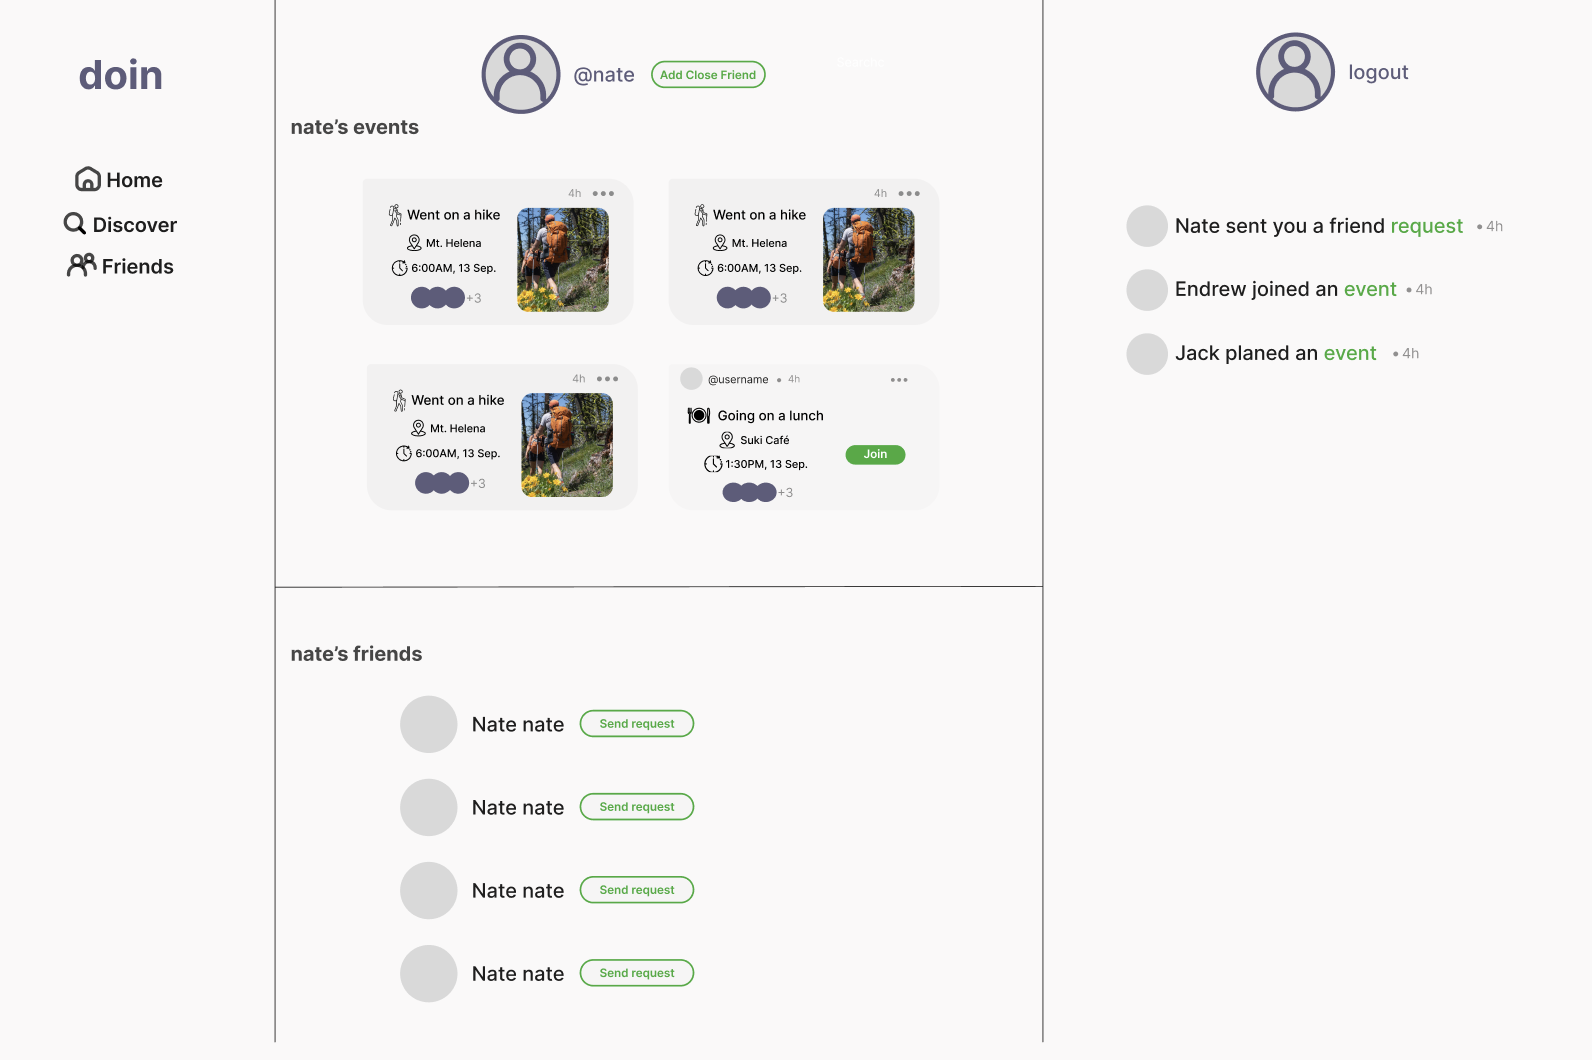 doin
Home
Discover
Friends
@nate
Add Close Friend
nate's events
4h
Went on a hike
Mt. Helena
6:00AM, 13 Sep.
+3
4h
Went on a hike
Mt. Helena
6:00AM, 13 Sep.
+3
4h
Went on a hike
Mt. Helena
6:00AM, 13 Sep.
+3
@username • 4h
Going on a lunch
Suki Café
1:30PM, 13 Sep.
Join
+3
nate's friends
Nate nate
Send request
Nate nate
Send request
Nate nate
Send request
Nate nate
Send request
logout
Nate sent you a friend request • 4h
Endrew joined an event • 4h
Jack planed an event • 4h